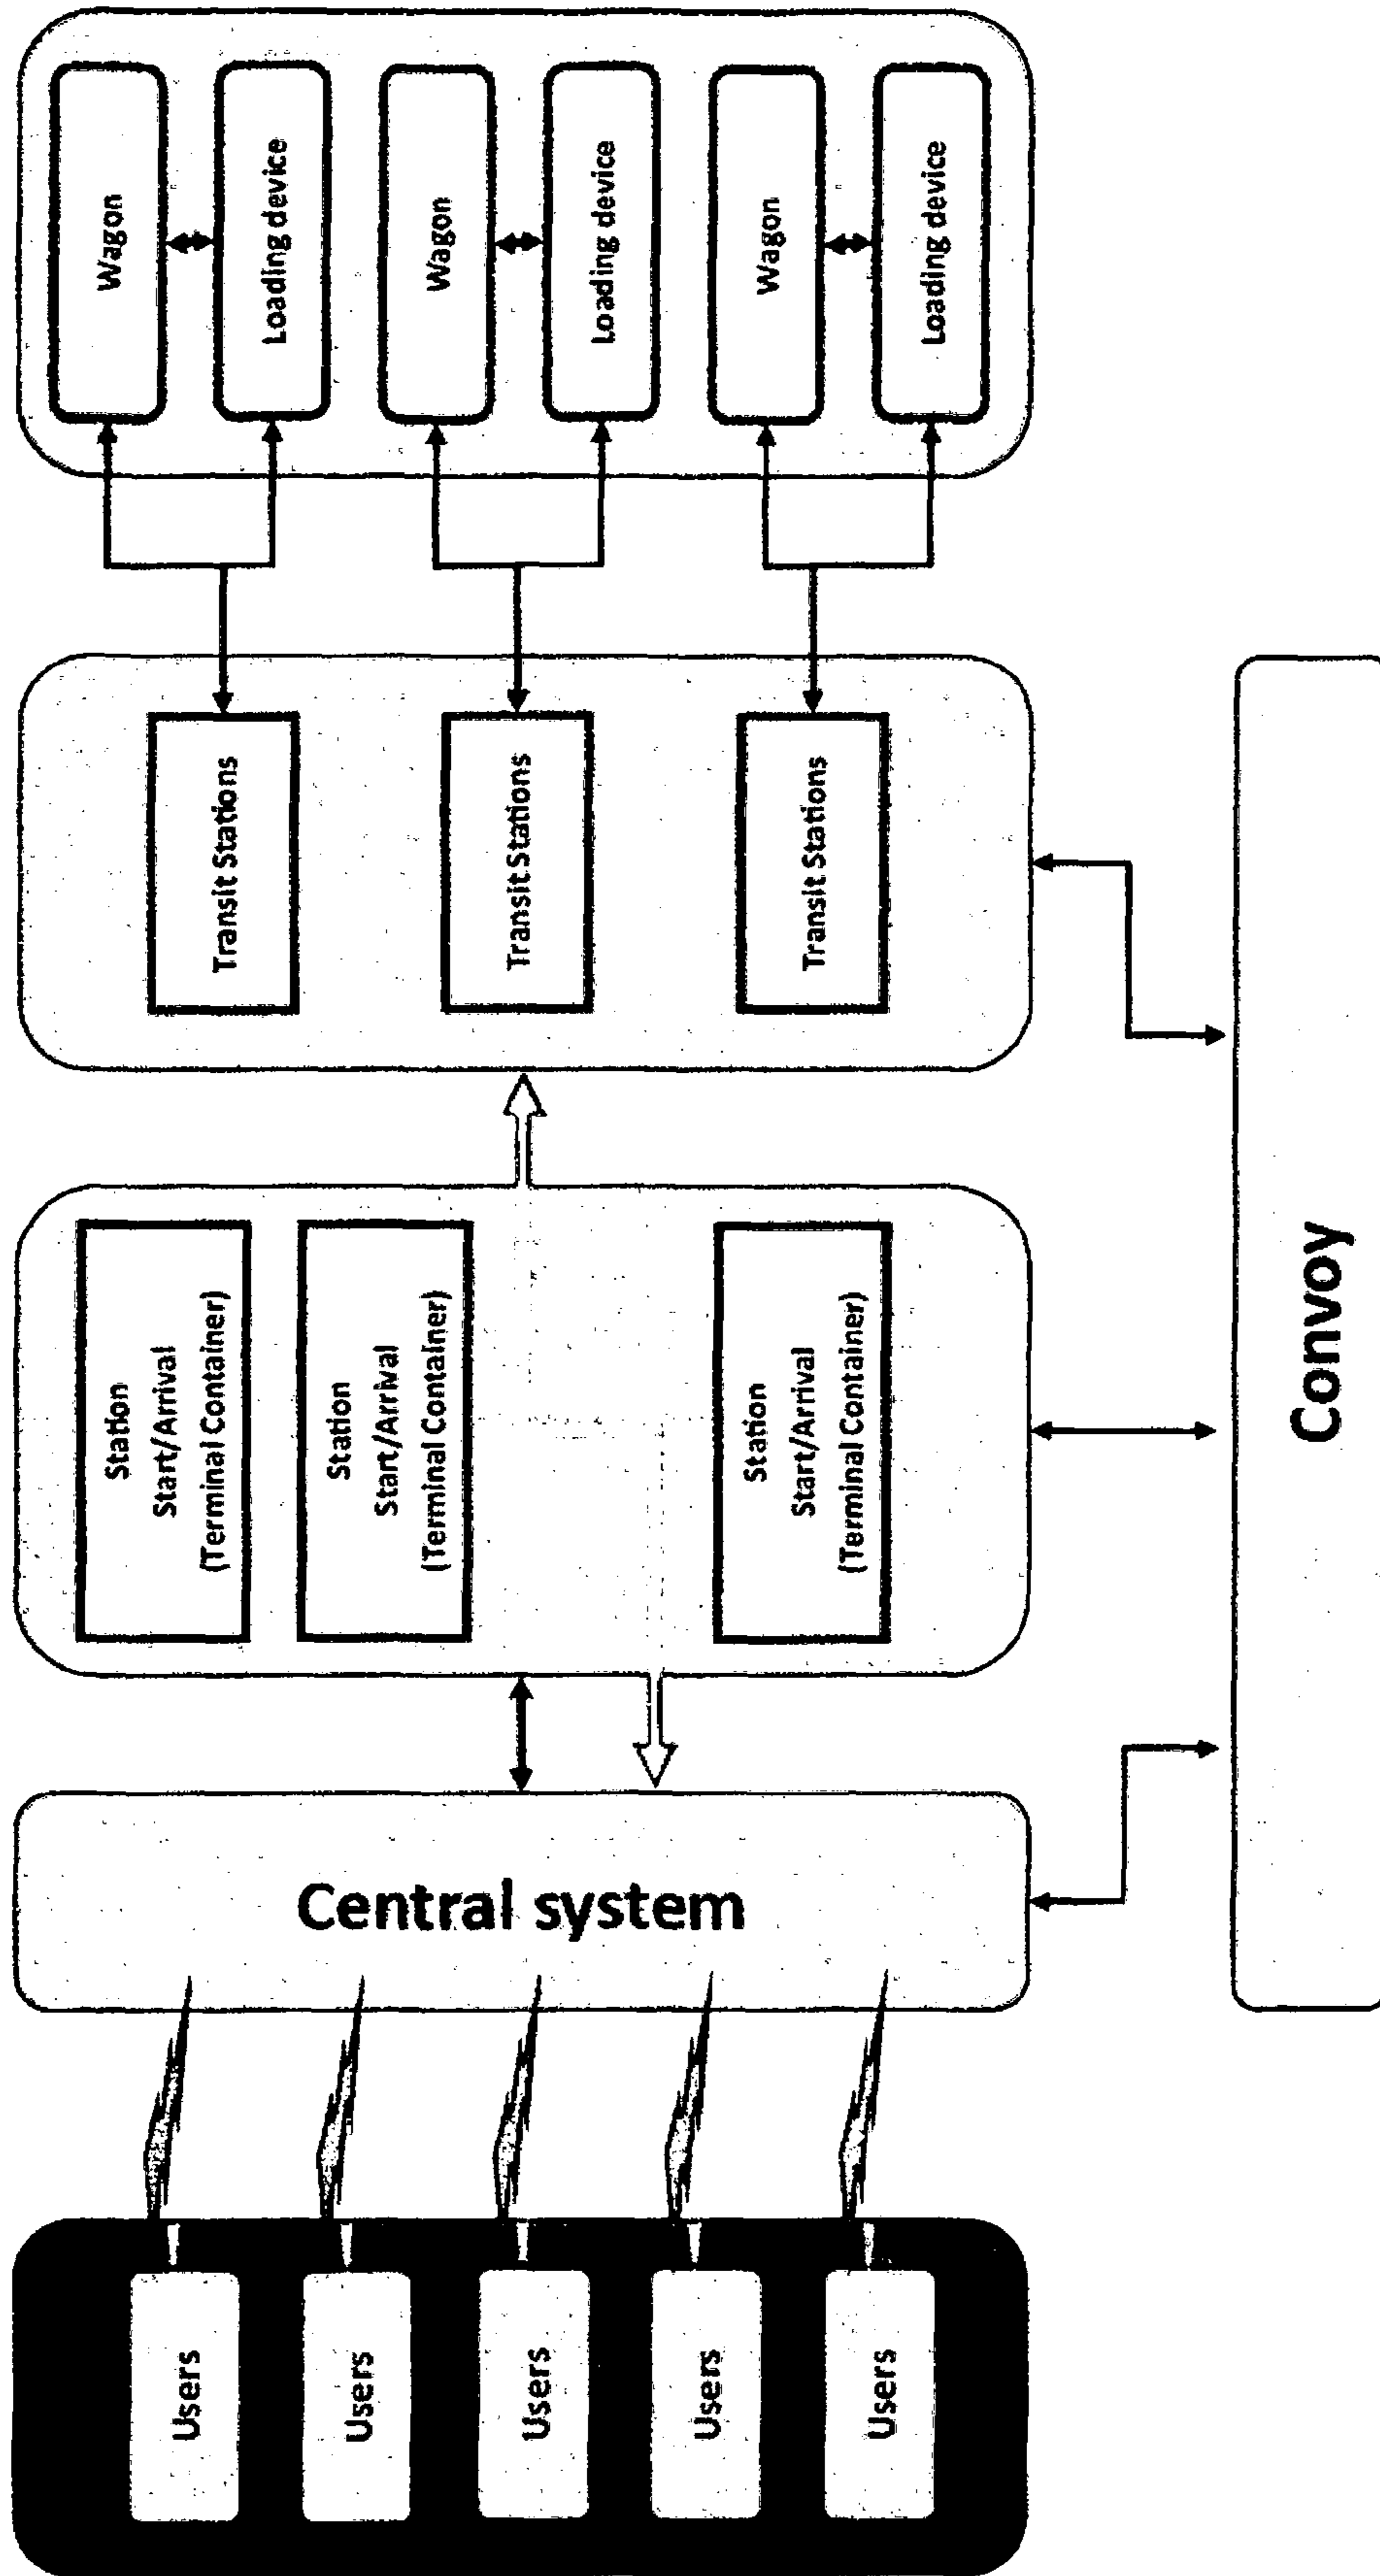 Wagon
Loading device
Wagon
Loading device
Wagon
Loading device
Transit Stations
Transit Stations
Transit Stations
Station
Start/Arrival
(Terminal Container)
Station
Start/Arrival
(Terminal Container)
Station
Start/Arrival
(Terminal Container)
Central system
Users
Users
Users
Users
Users
Convoy